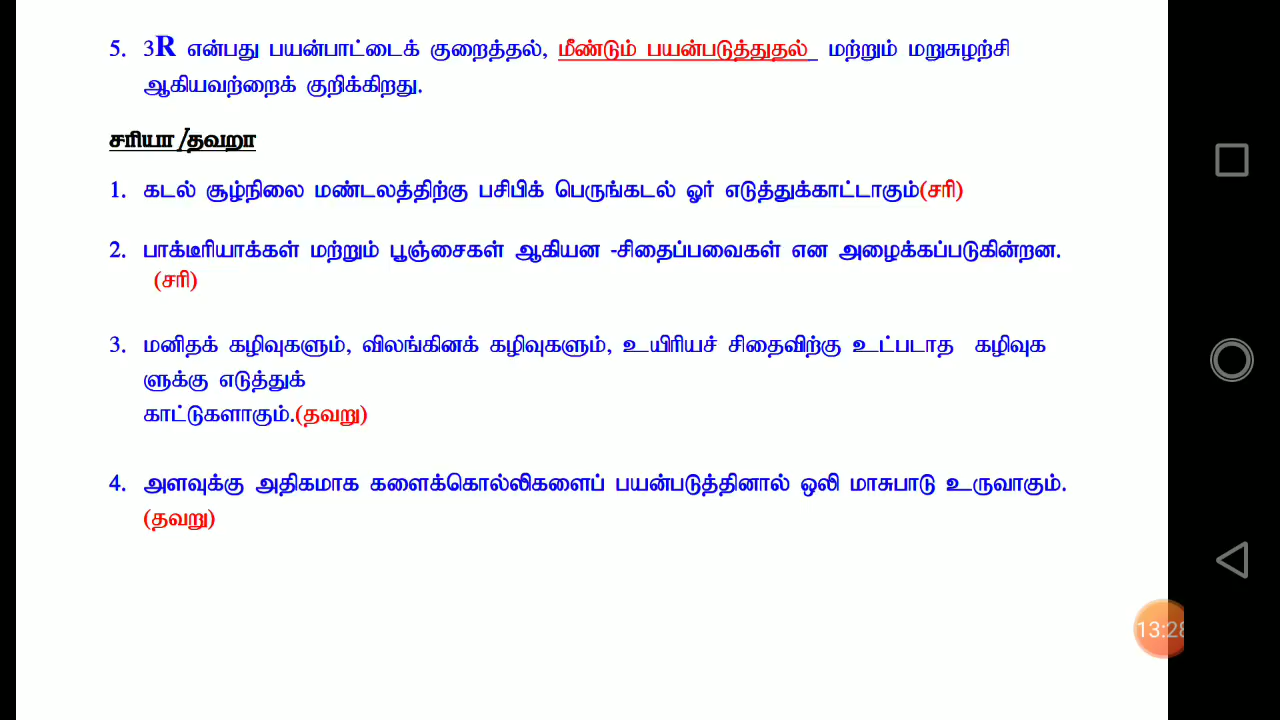 5. 3R என்பது பயன்பாட்டைக் குறைத்தல், மீண்டும் பயன்படுத்துதல் மற்றும் மறுசுழற்சி
ஆகியவற்றைக் குறிக்கிறது.
சரியா/தவறா
1. கடல் சூழ்நிலை மண்டலத்திற்கு பசிபிக் பெருங்கடல் ஓர் எடுத்துக்காட்டாகும்(சரி)
2. பாக்டீரியாக்கள் மற்றும் பூஞ்சைகள் ஆகியன -சிதைப்பவைகள் என அழைக்கப்படுகின்றன.
(சரி)
3. மனிதக் கழிவுகளும், விலங்கினக் கழிவுகளும், உயிரியச் சிதைவிற்கு உட்படாத கழிவுக
ளுக்கு எடுத்துக்
காட்டுகளாகும்.(தவறு)
4. அளவுக்கு அதிகமாக களைக்கொல்லிகளைப் பயன்படுத்தினால் ஒலி மாசுபாடு உருவாகும்.
(தவறு)
13:28